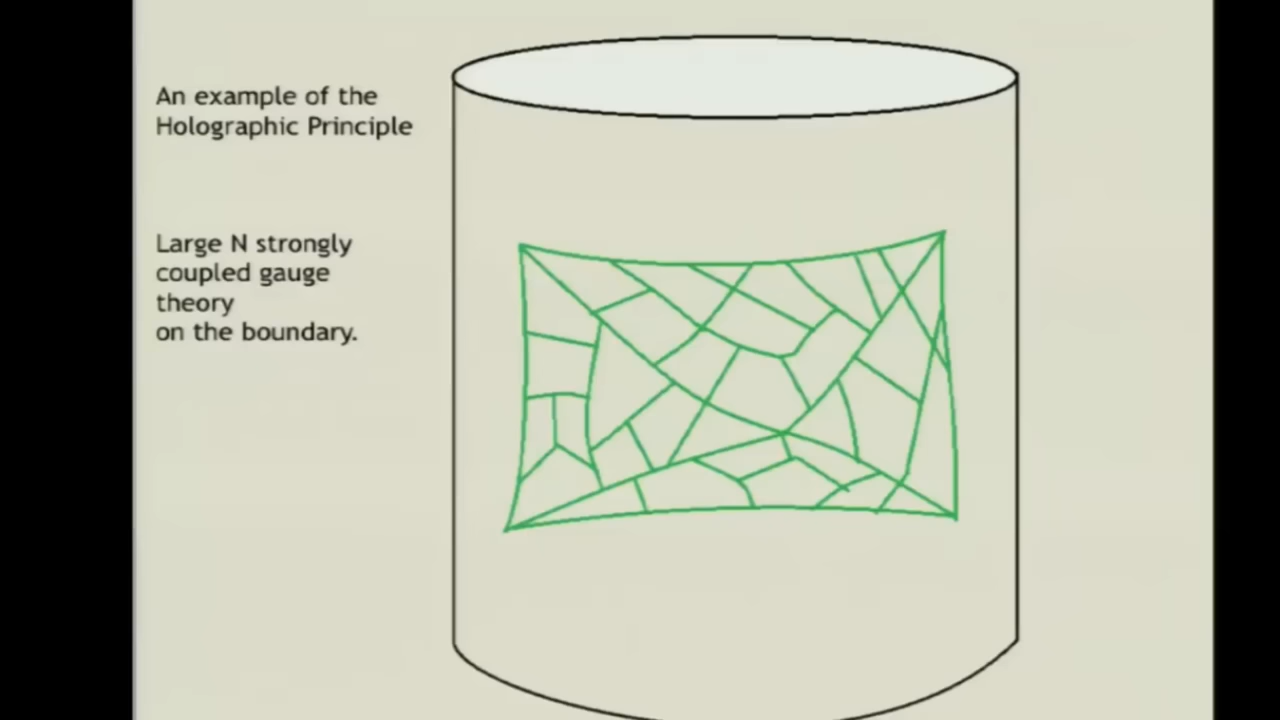 An example of the
Holographic Principle
Large N strongly
coupled gauge
theory
on the boundary.